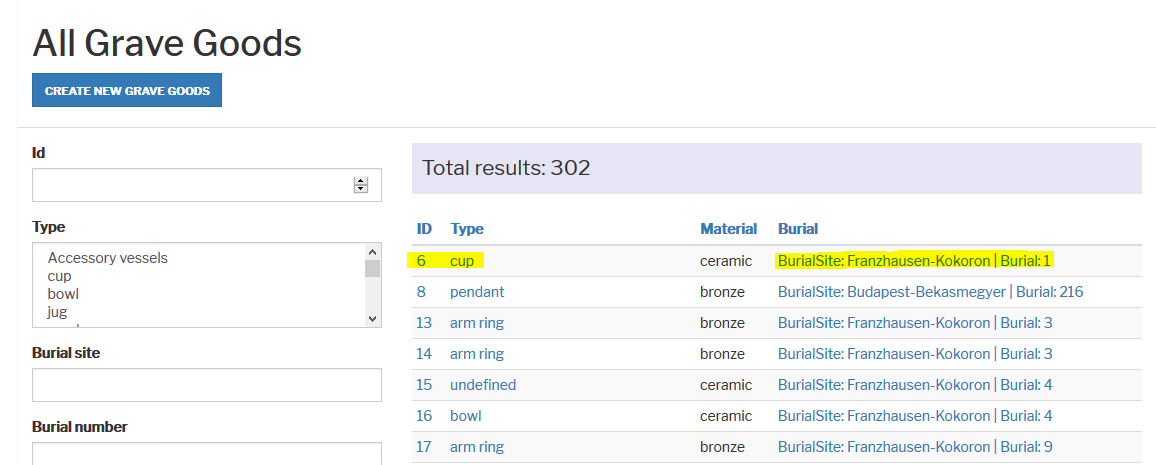 All Grave Goods
CREATE NEW GRAVE GOODS
Id
Type
Accessory vessels
cup
bowl
jug
Burial site
Burial number
Total results: 302
ID Type Material Burial
6 cup ceramic BurialSite: Franzhausen-Kokoron | Burial: 1
8 pendant bronze BurialSite: Budapest-Bekasmegyer | Burial: 216
13 arm ring bronze BurialSite: Franzhausen-Kokoron | Burial: 3
14 arm ring bronze BurialSite: Franzhausen-Kokoron | Burial: 3
15 undefined ceramic BurialSite: Franzhausen-Kokoron | Burial: 4
16 bowl ceramic BurialSite: Franzhausen-Kokoron | Burial: 4
17 arm ring bronze BurialSite: Franzhausen-Kokoron | Burial: 9